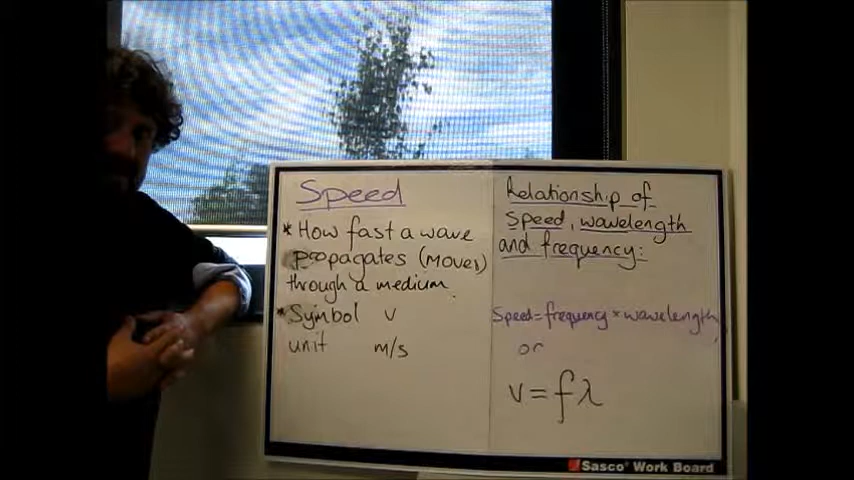 Speed
* How fast a wave
propagates (moves)
through a medium.
* Symbol v
unit m/s
Relationship of
Speed, wavelength
and frequency:
Speed = frequency × wavelength
or
v = fλ
Sasco® Work Board